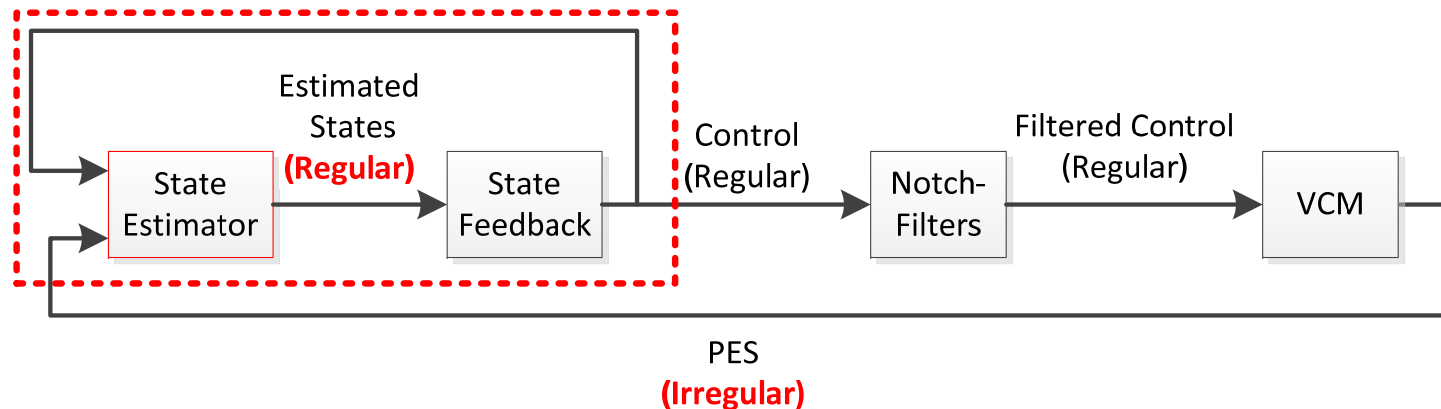 Estimated
States
(Regular)
State
Estimator
State
Feedback
Control
(Regular)
Notch-
Filters
Filtered Control
(Regular)
VCM
PES
(Irregular)